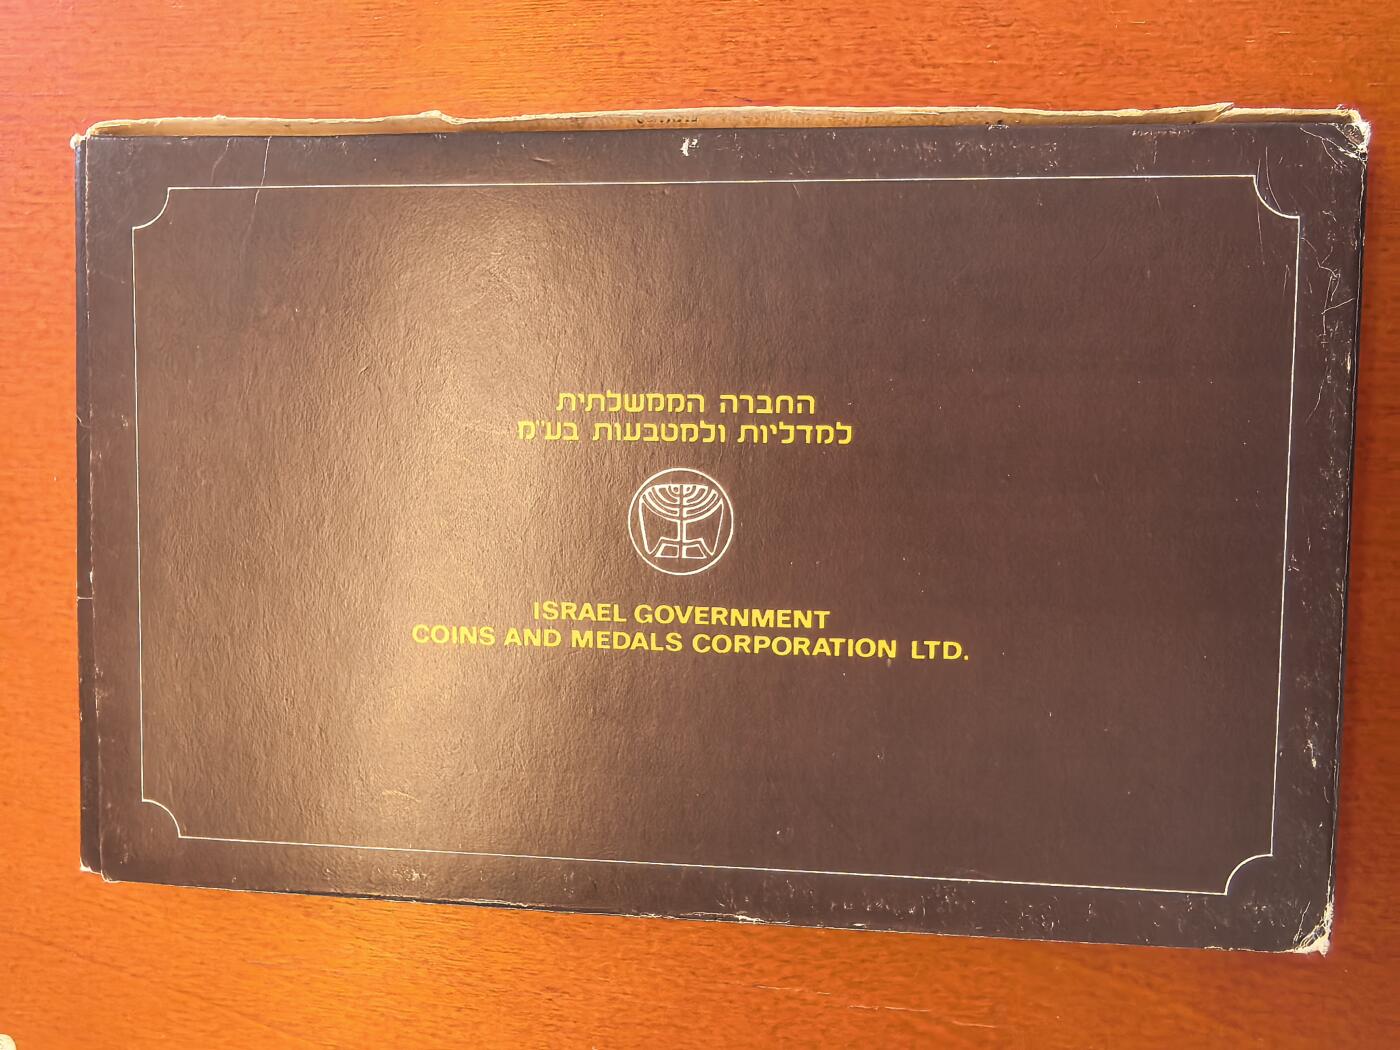 החברה הממשלתית
למדליות ולמטבעות בע"מ
ISRAEL GOVERNMENT
COINS AND MEDALS CORPORATION LTD.